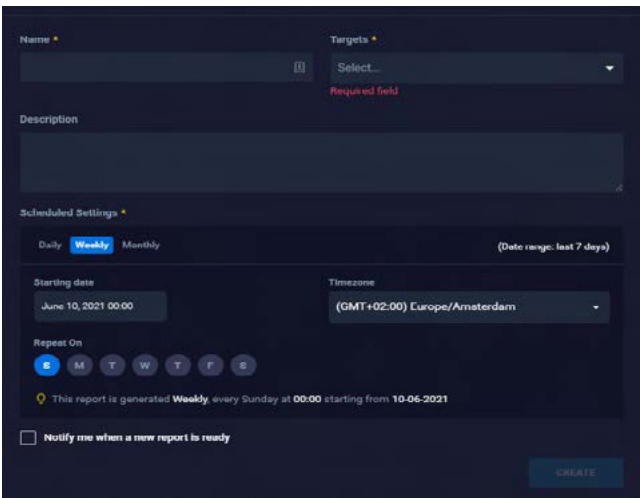 Name *
Targets *
Select...
Required field
Description
Scheduled Settings *
Daily Weekly Monthly
(Date range: last 7 days)
Starting date
Timezone
June 10, 2021 00:00
(GMT+02:00) Europe/Amsterdam
Repeat On
S M T W T F S
This report is generated Weekly, every Sunday at 00:00 starting from 10-06-2021
Notify me when a new report is ready
CREATE